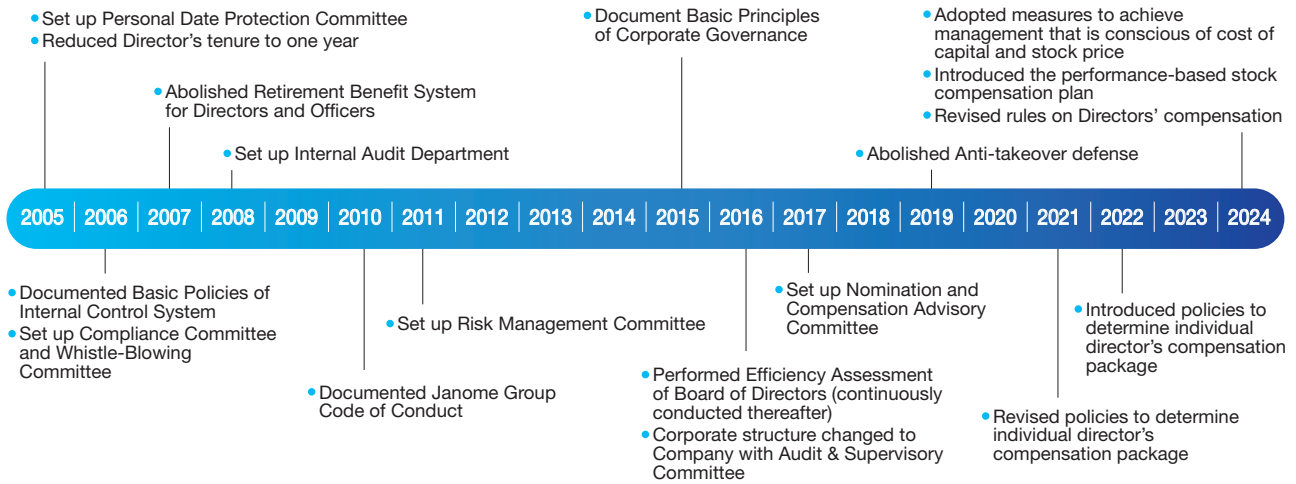 Set up Personal Date Protection Committee
Reduced Director's tenure to one year
Abolished Retirement Benefit System
for Directors and Officers
Set up Internal Audit Department
Document Basic Principles
of Corporate Governance
Adopted measures to achieve
management that is conscious of cost of
capital and stock price
Introduced the performance-based stock
compensation plan
Revised rules on Directors' compensation
Abolished Anti-takeover defense
2005 2006 2007 2008 2009 2010 2011 2012 2013 2014 2015 2016 2017 2018 2019 2020 2021 2022 2023 2024
Documented Basic Policies of
Internal Control System
Set up Compliance Committee
and Whistle-Blowing
Committee
Documented Janome Group
Code of Conduct
Set up Risk Management Committee
Performed Efficiency Assessment
of Board of Directors (continuously
conducted thereafter)
Corporate structure changed to
Company with Audit & Supervisory
Committee
Set up Nomination and
Compensation Advisory
Committee
Revised policies to determine
individual director's
compensation package
Introduced policies to
determine individual
director's compensation
package